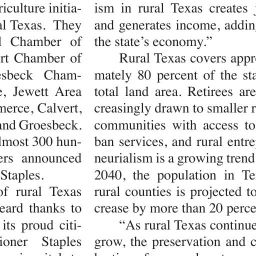 riculture initia-
al Texas. They
Chamber of
rt Chamber of
esbeck Cham-
e, Jewett Area
merce, Calvert,
and Groesbeck.
lmost 300 hun-
ers announced
Staples.
of rural Texas
eard thanks to
its proud citi-
ioner Staples
ism in rural Texas creates
and generates income, addin
the state's economy."
Rural Texas covers appr
mately 80 percent of the sta
total land area. Retirees are
creasingly drawn to smaller r
communities with access to
ban services, and rural entre
neurialism is a growing trend
2040, the population in Te
rural counties is projected to
crease by more than 20 perce
"As rural Texas continue
grow, the preservation and c